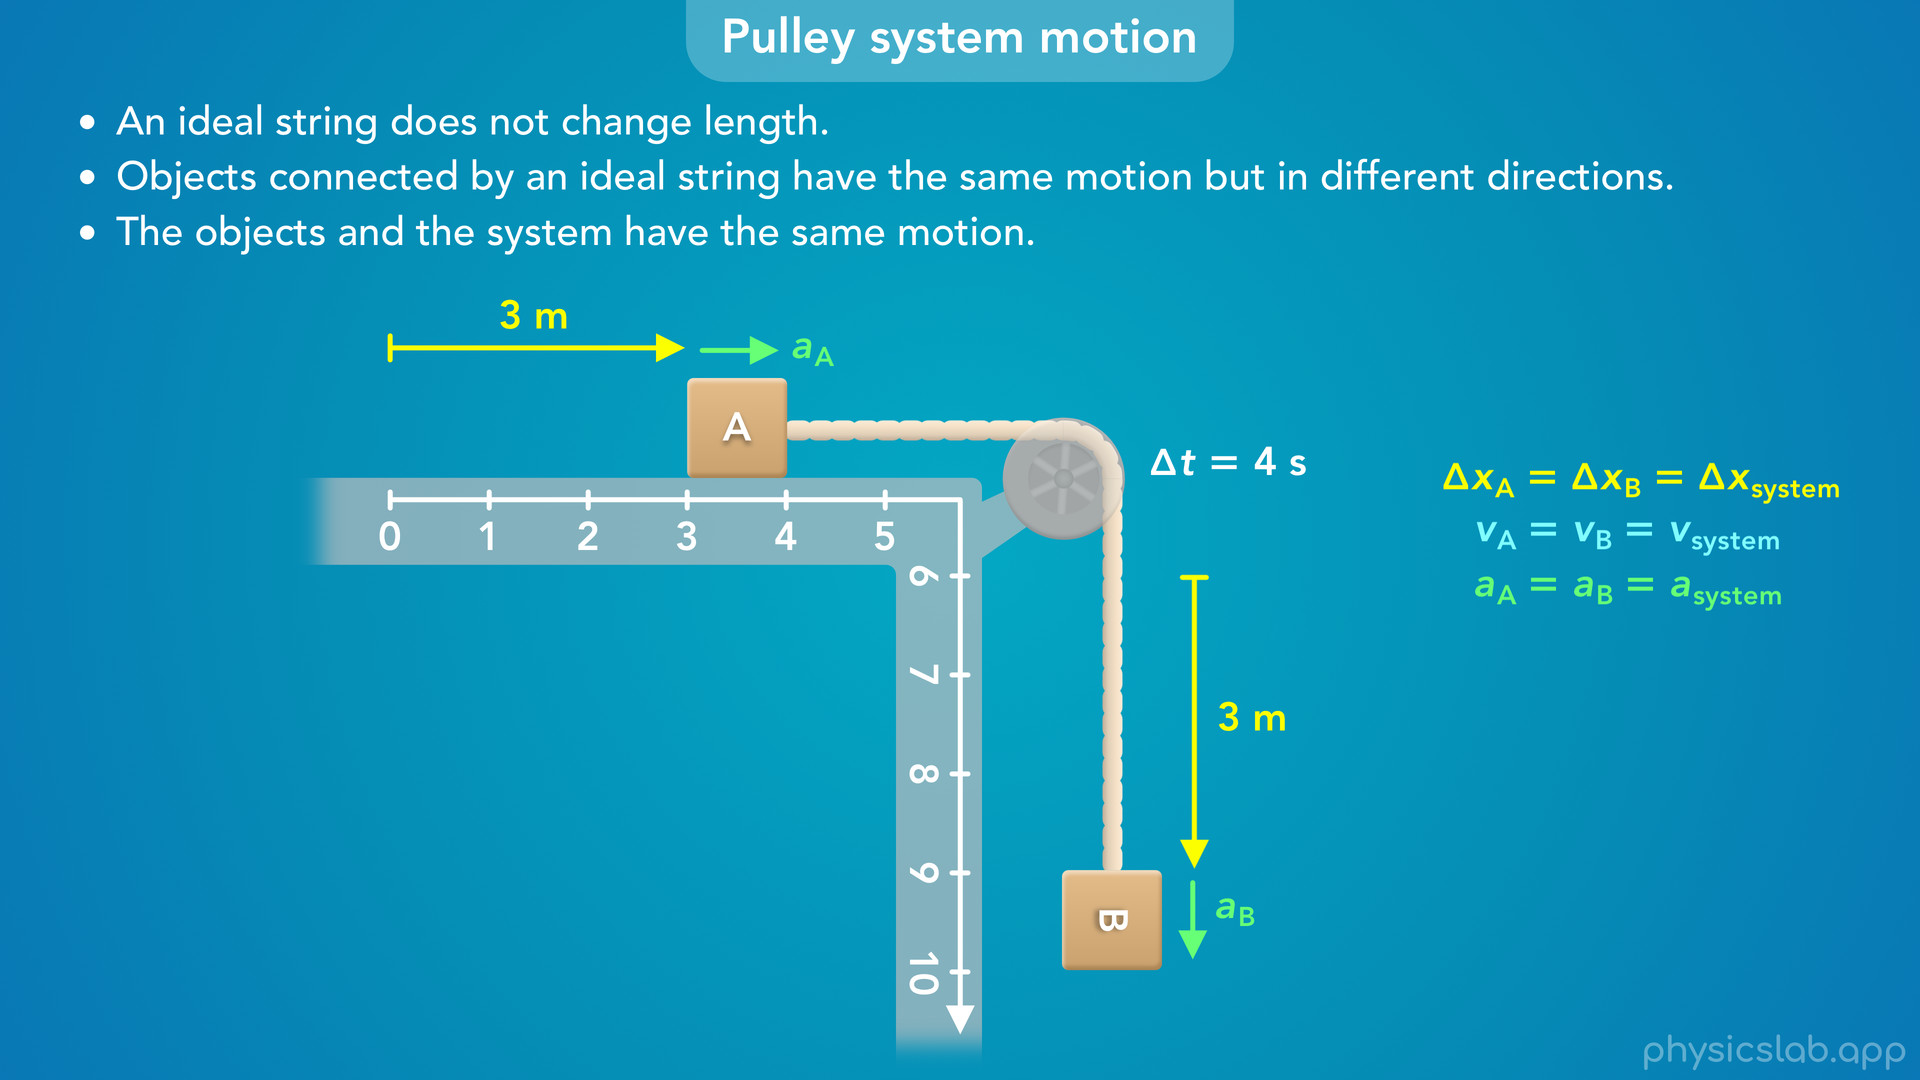 Pulley system motion
• An ideal string does not change length.
• Objects connected by an ideal string have the same motion but in different directions.
• The objects and the system have the same motion.
3 m
aA
A
Δt = 4 s
ΔxA = ΔxB = Δxsystem
vA = vB = vsystem
aA = aB = asystem
0 1 2 3 4 5
6
7
8
9
10
3 m
B
aB
physicslab.app